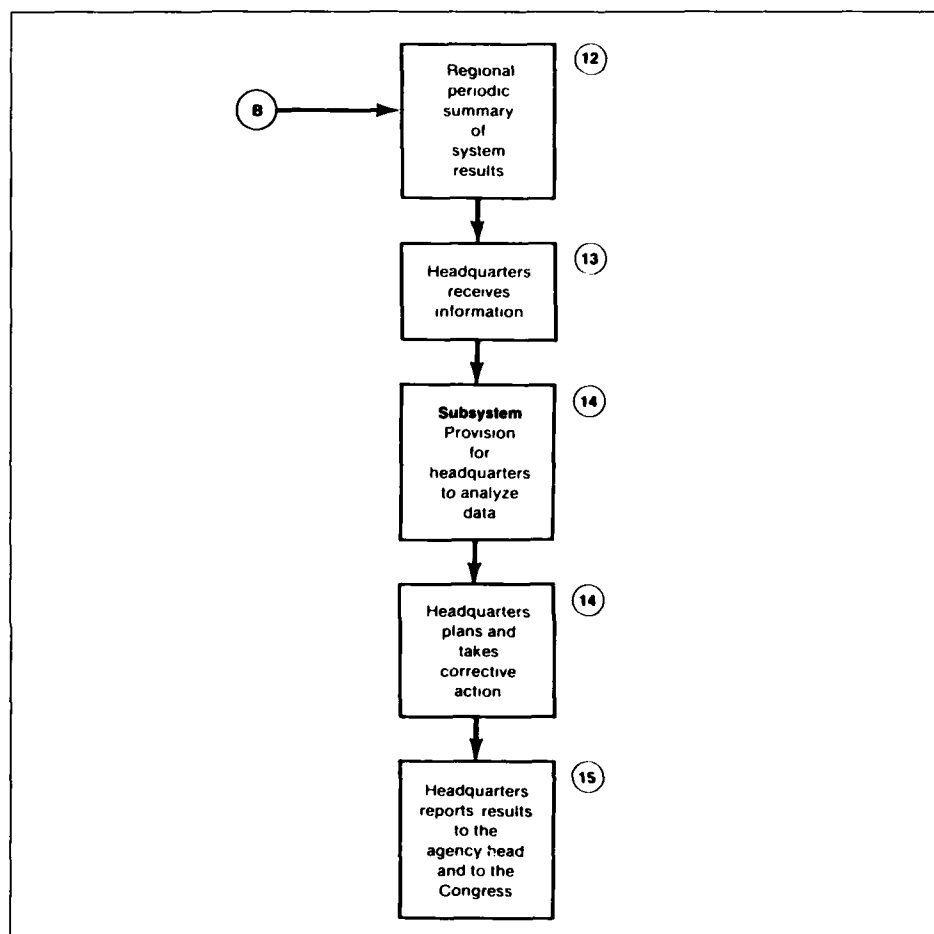 12
Regional
periodic
summary
of
system
results
B
13
Headquarters
receives
information
14
Subsystem
Provision
for
headquarters
to analyze
data
14
Headquarters
plans and
takes
corrective
action
15
Headquarters
reports results
to the
agency head
and to the
Congress